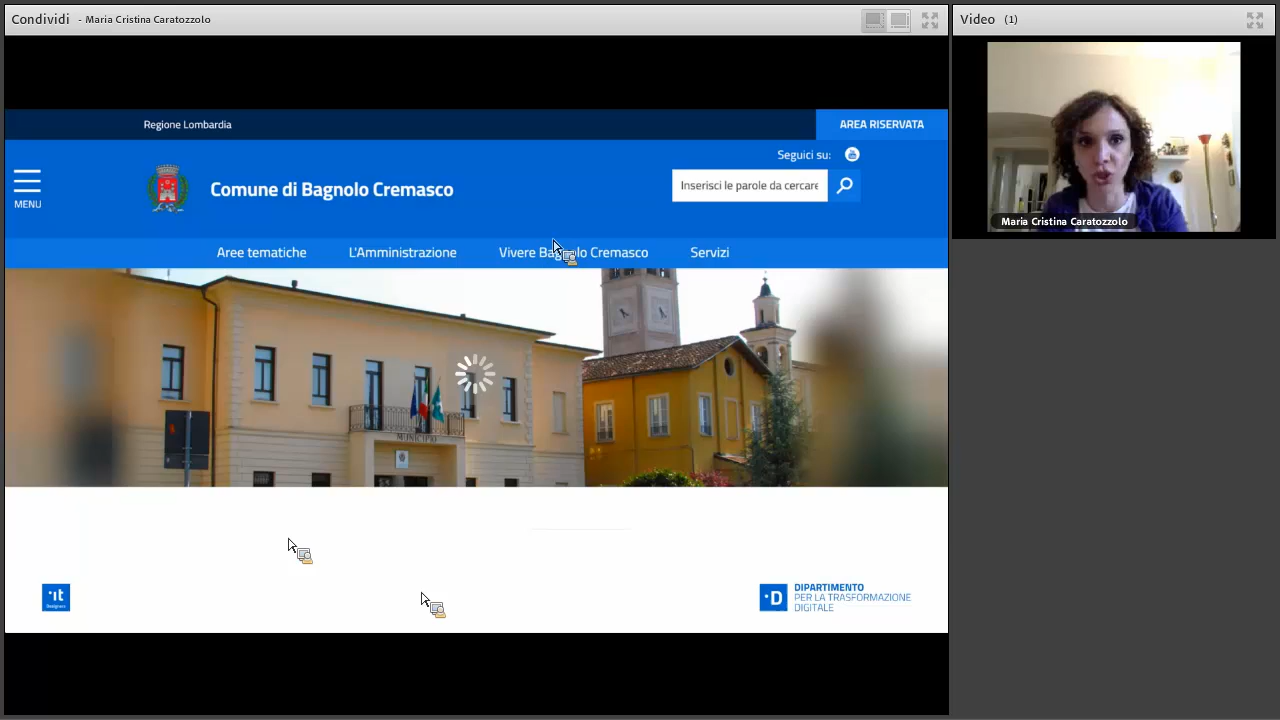 Condividi - Maria Cristina Caratozzolo
Video (1)
Regione Lombardia
AREA RISERVATA
Seguici su:
MENU
Comune di Bagnolo Cremasco
Inserisci le parole da cercare
Aree tematiche
L'Amministrazione
Vivere Bagnolo Cremasco
Servizi
Maria Cristina Caratozzolo
MUNICIPIO
·ıt
Designers
·D
DIPARTIMENTO
PER LA TRASFORMAZIONE
DIGITALE